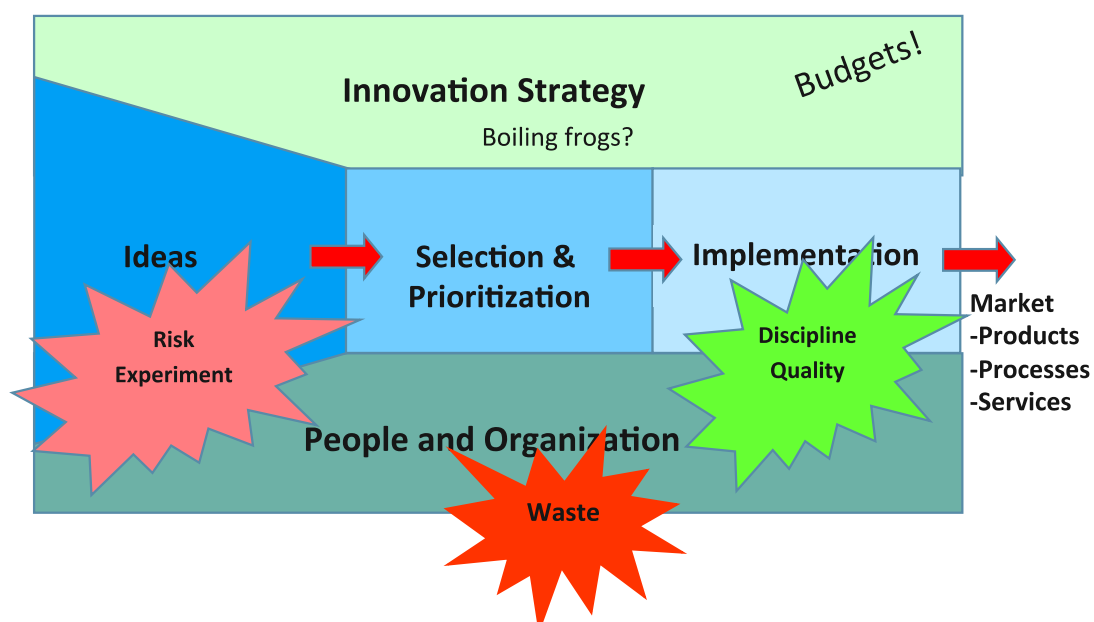 Budgets!
Innovation Strategy
Boiling frogs?
Ideas
Selection &
Prioritization
Implementation
Market
-Products
-Processes
-Services
Risk
Experiment
Discipline
Quality
People and Organization
Waste